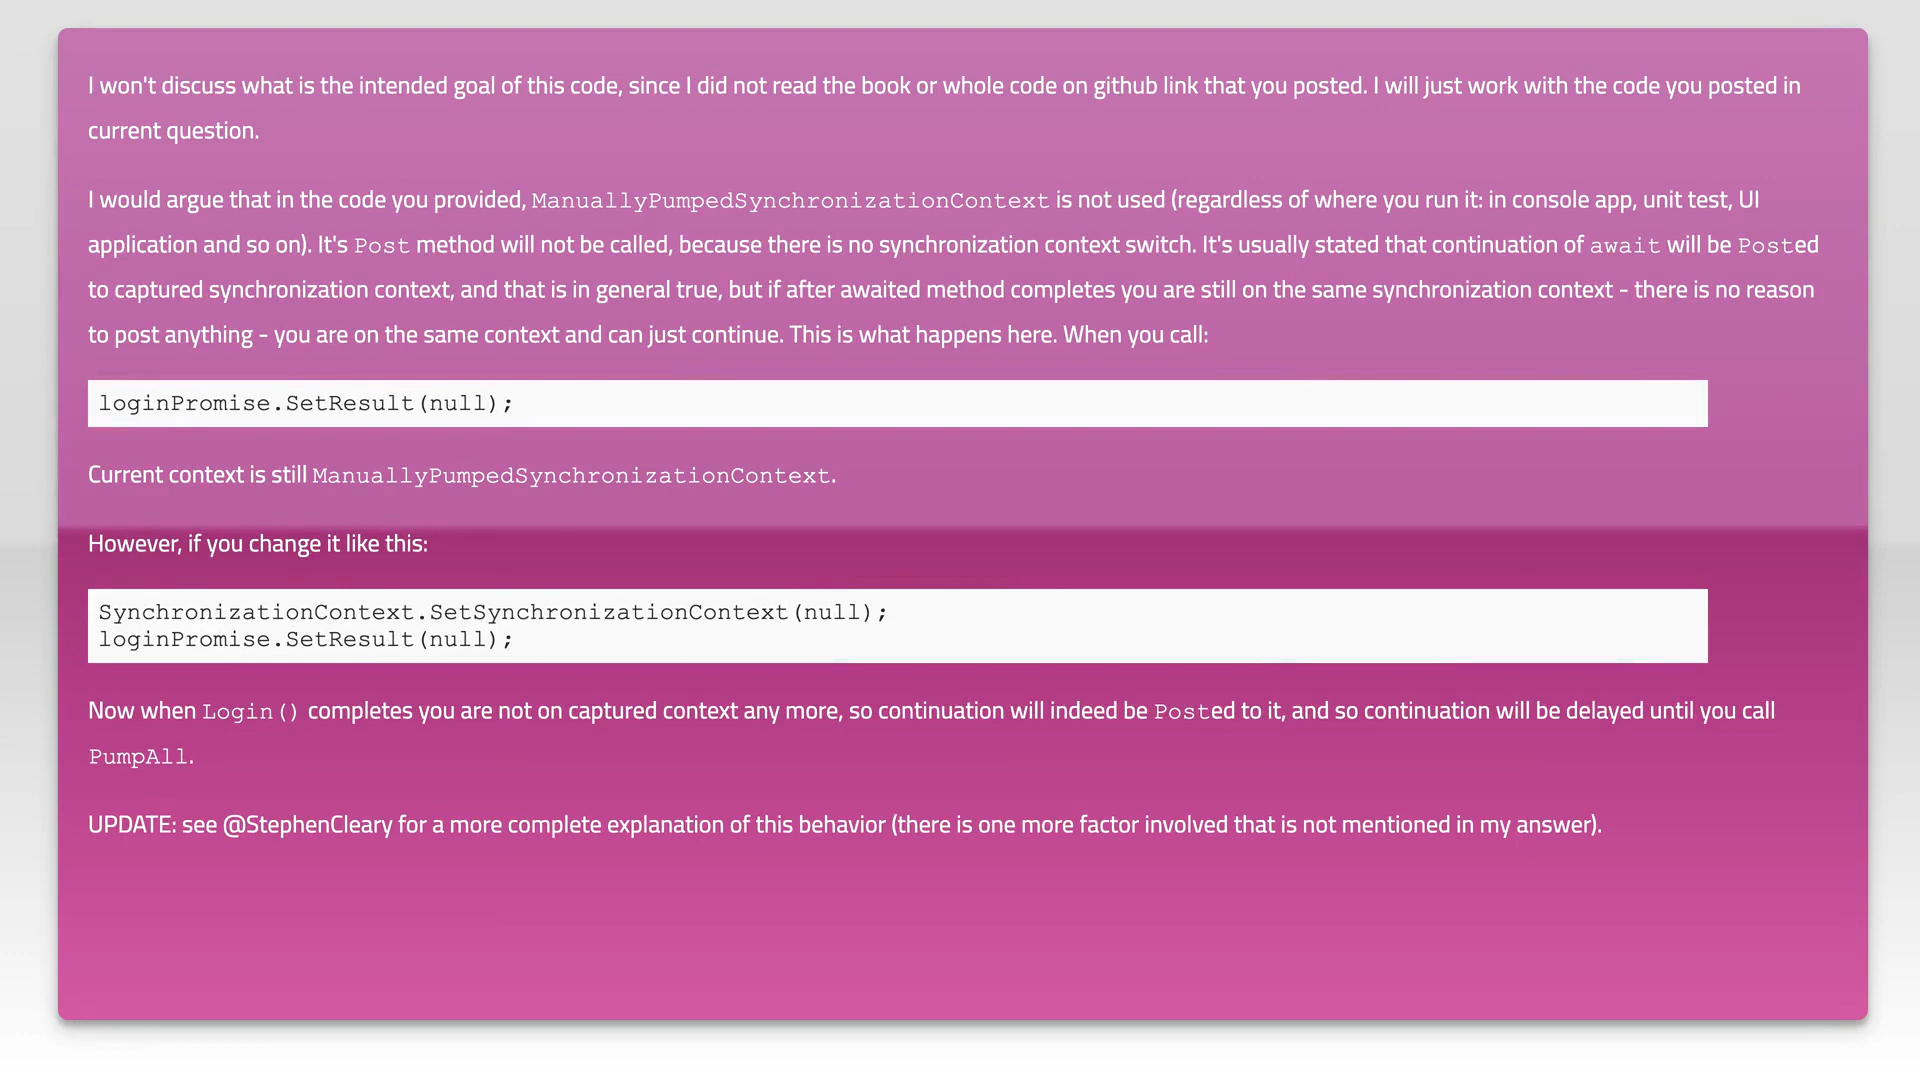 I won't discuss what is the intended goal of this code, since I did not read the book or whole code on github link that you posted. I will just work with the code you posted in
current question.
I would argue that in the code you provided, ManuallyPumpedSynchronizationContext is not used (regardless of where you run it: in console app, unit test, UI
application and so on). It's Post method will not be called, because there is no synchronization context switch. It's usually stated that continuation of await will be Posted
to captured synchronization context, and that is in general true, but if after awaited method completes you are still on the same synchronization context - there is no reason
to post anything - you are on the same context and can just continue. This is what happens here. When you call:
loginPromise.SetResult(null);
Current context is still ManuallyPumpedSynchronizationContext.
However, if you change it like this:
SynchronizationContext.SetSynchronizationContext(null);
loginPromise.SetResult(null);
Now when Login() completes you are not on captured context any more, so continuation will indeed be Posted to it, and so continuation will be delayed until you call
PumpAll.
UPDATE: see @StephenCleary for a more complete explanation of this behavior (there is one more factor involved that is not mentioned in my answer).